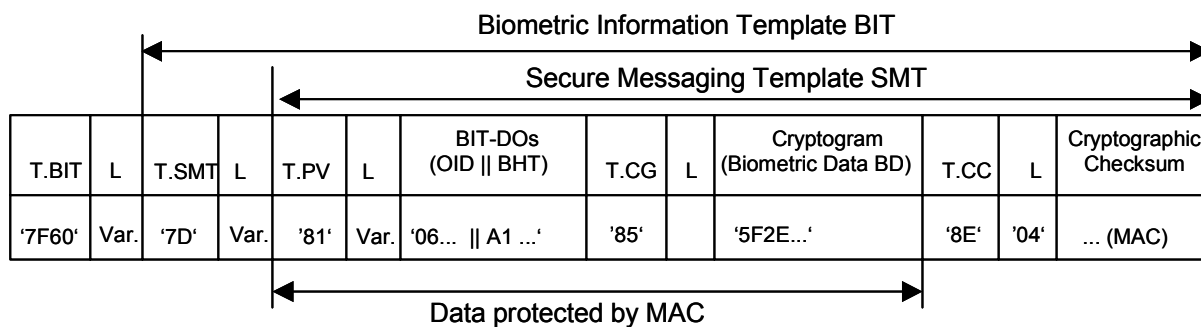 Biometric Information Template BIT
Secure Messaging Template SMT
T.BIT L T.SMT L T.PV L BIT-DOs (OID || BHT) T.CG L Cryptogram (Biometric Data BD) T.CC L Cryptographic Checksum
‘7F60‘ Var. ‘7D‘ Var. ’81‘ Var. ‘06... || A1 ...‘ ’85‘ ‘5F2E...‘ ‘8E‘ ’04‘ ... (MAC)
Data protected by MAC